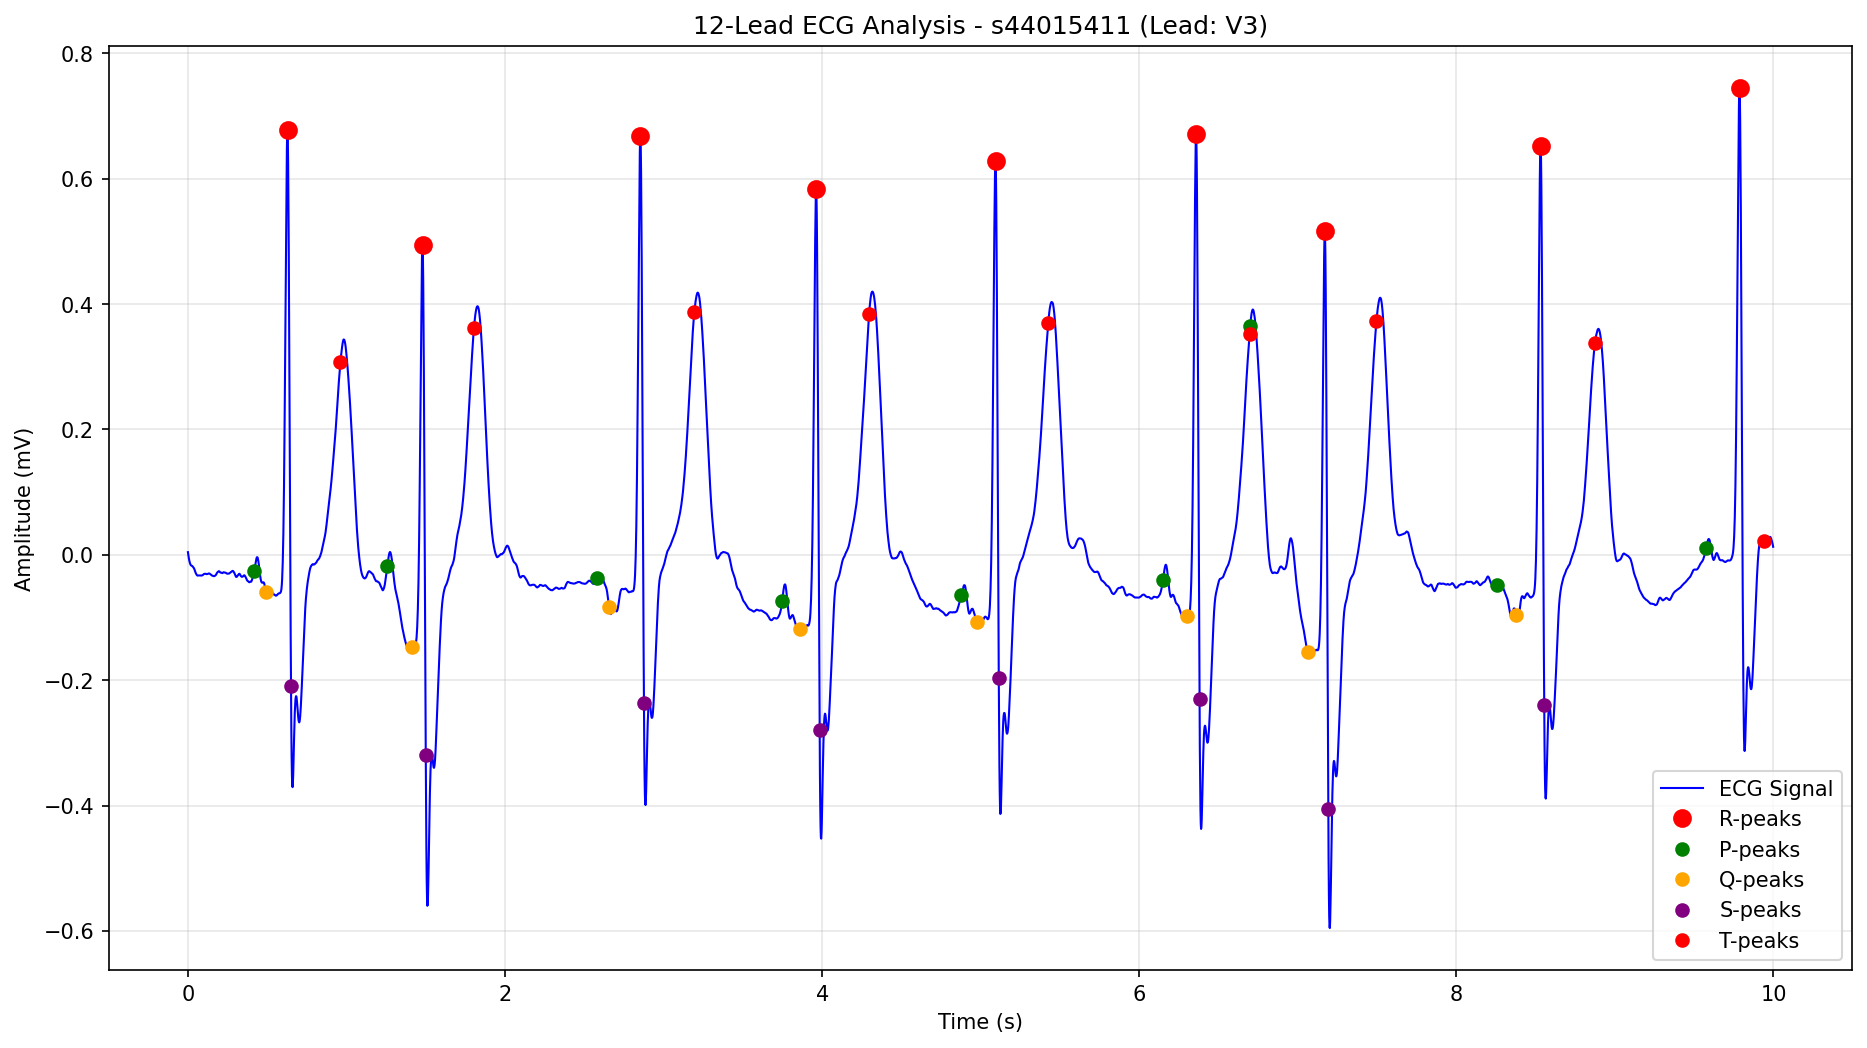 12-Lead ECG Analysis - s44015411 (Lead: V3)
Amplitude (mV)
0.8
0.6
0.4
0.2
0.0
−0.2
−0.4
−0.6
0 2 4 6 8 10
Time (s)
ECG Signal
R-peaks
P-peaks
Q-peaks
S-peaks
T-peaks